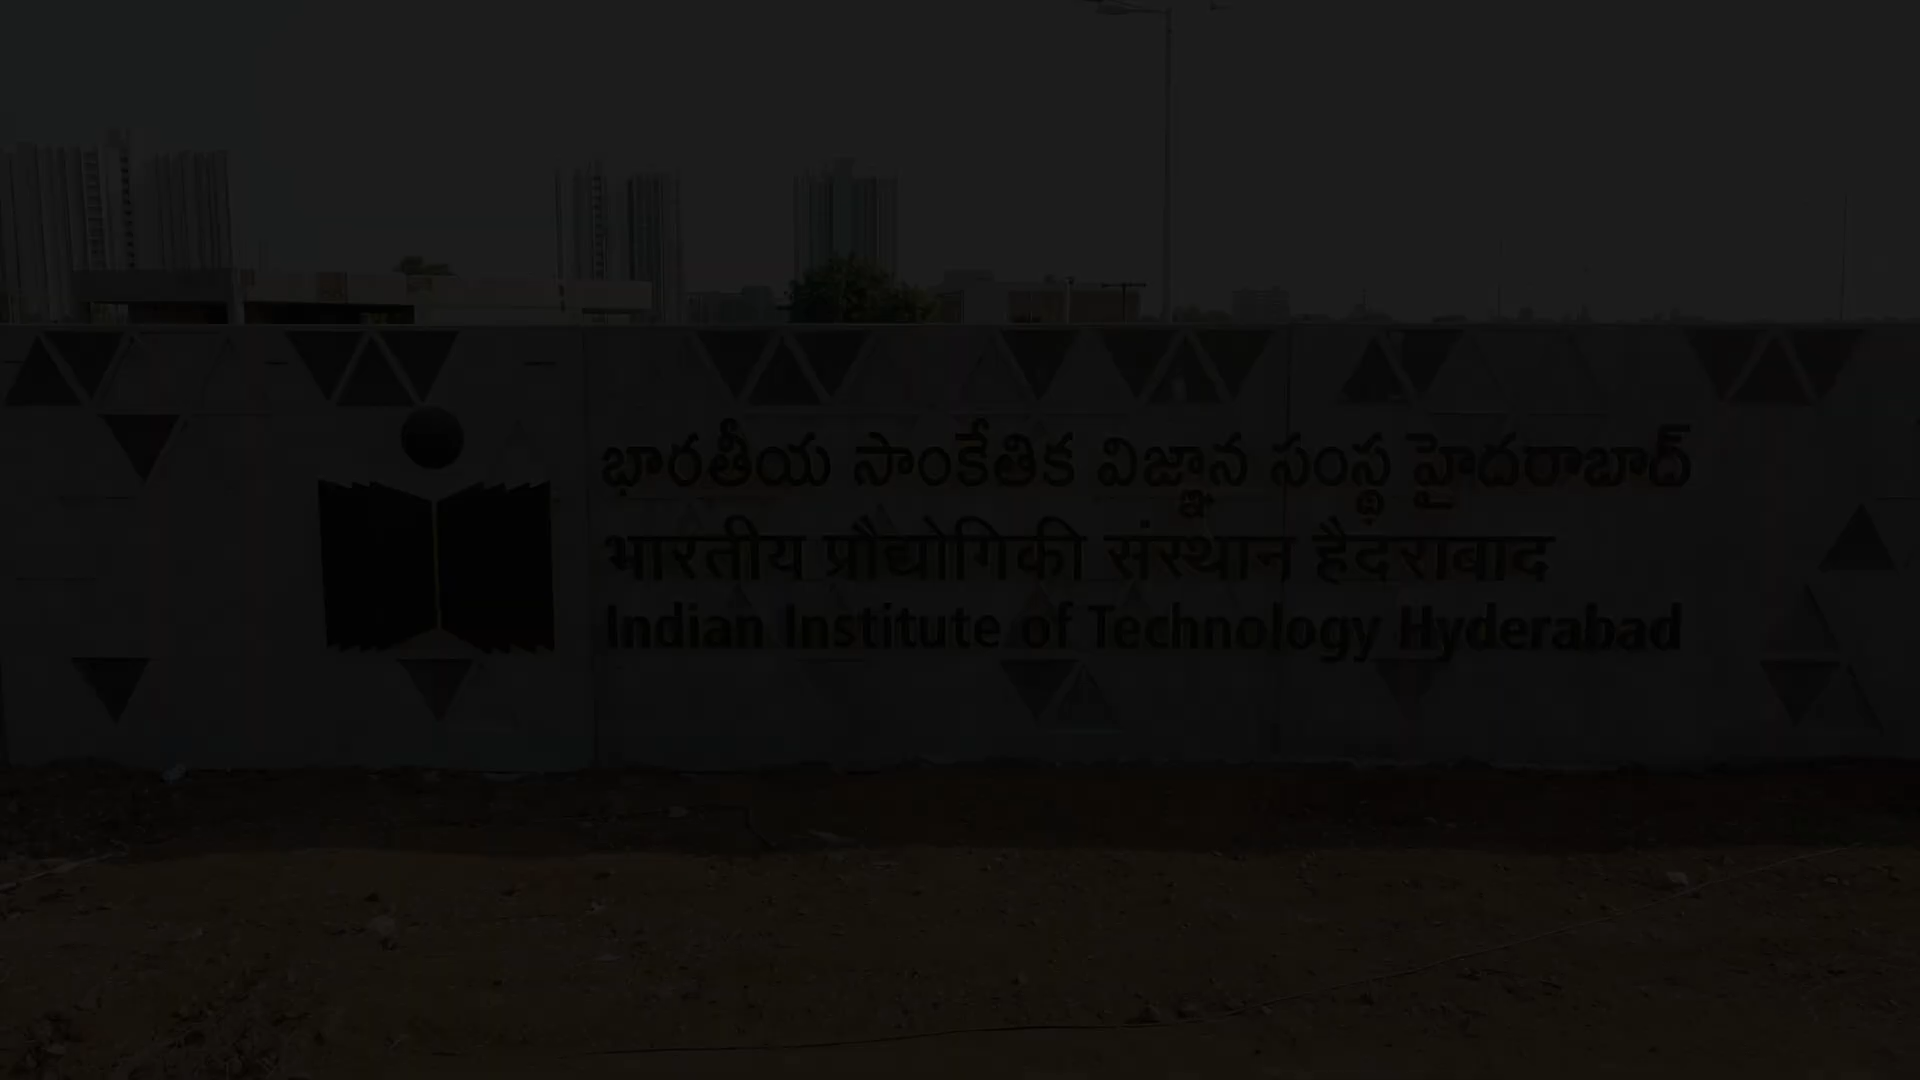 భారతీయ సాంకేతిక విజ్ఞాన సంస్థ హైదరాబాద్
भारतीय प्रौद्योगिकी संस्थान हैदराबाद
Indian Institute of Technology Hyderabad